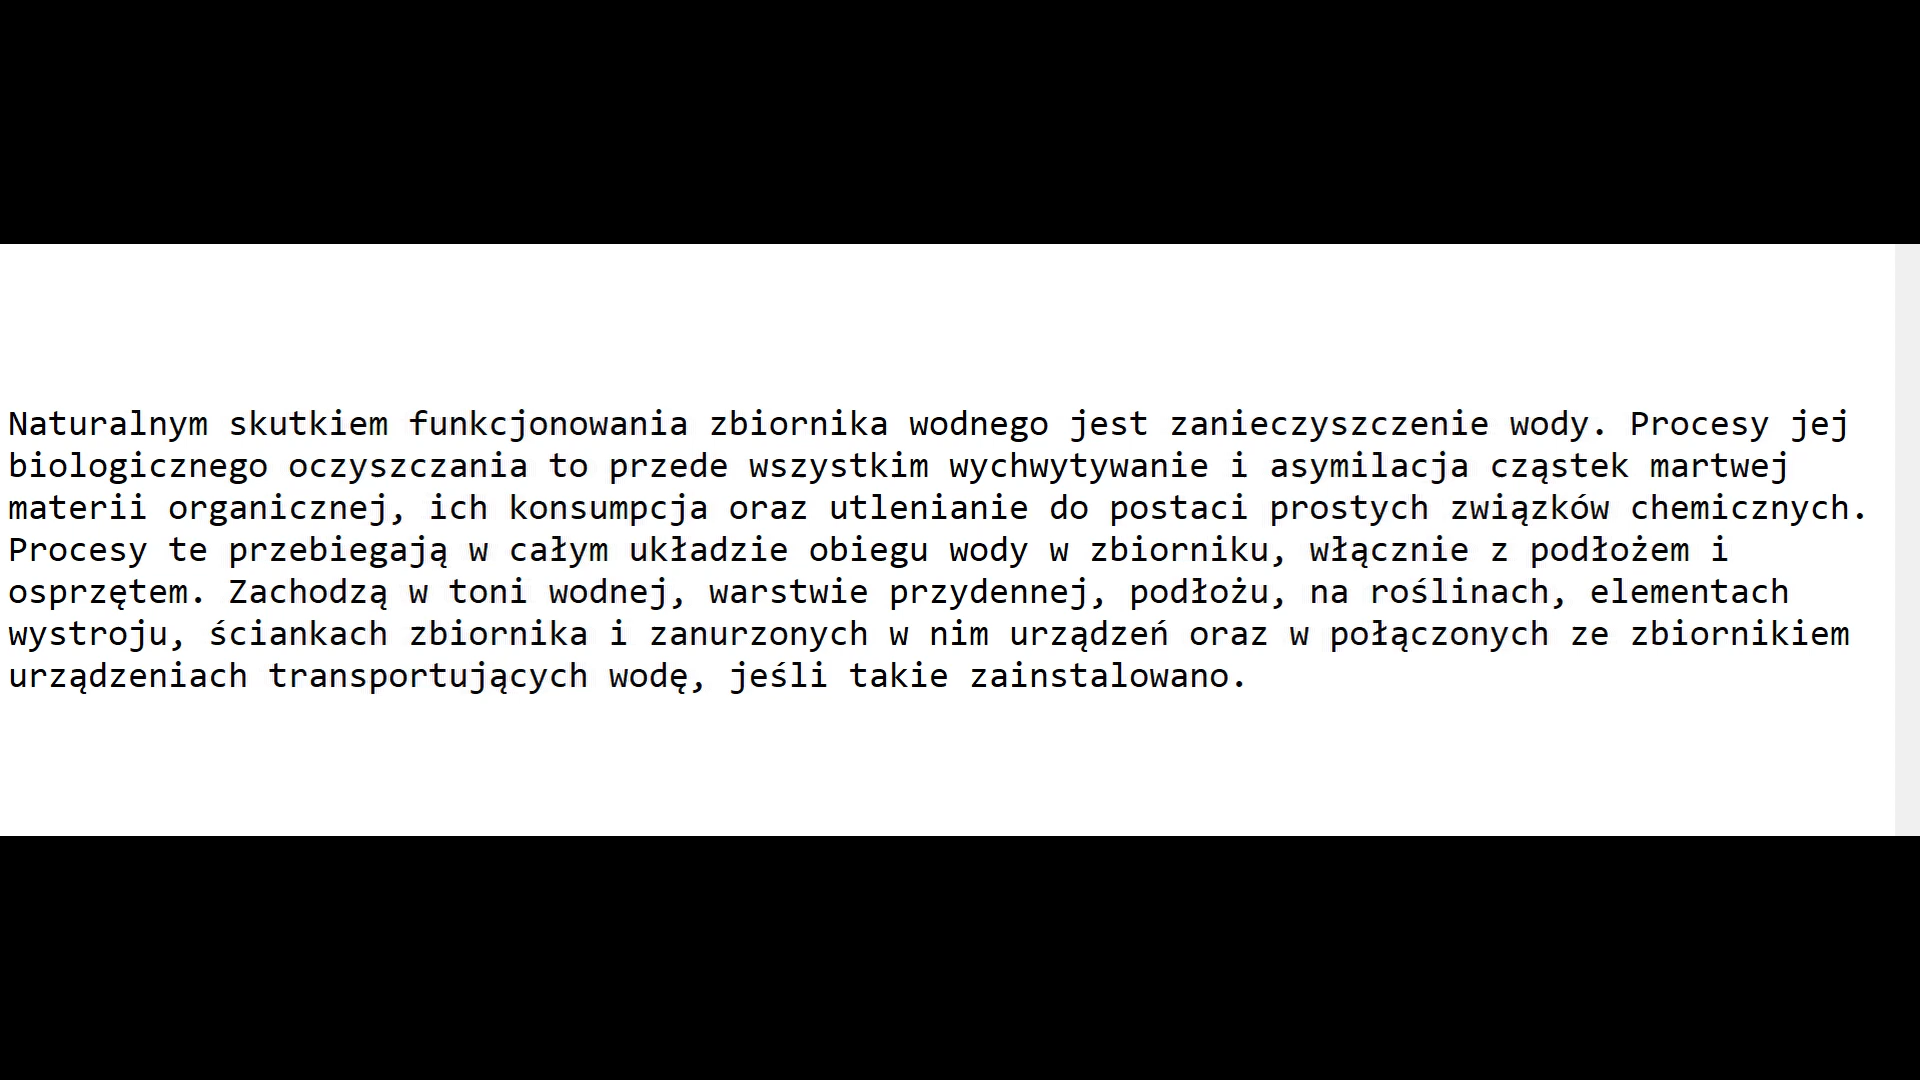 Naturalnym skutkiem funkcjonowania zbiornika wodnego jest zanieczyszczenie wody. Procesy jej
biologicznego oczyszczania to przede wszystkim wychwytywanie i asymilacja cząstek martwej
materii organicznej, ich konsumpcja oraz utlenianie do postaci prostych związków chemicznych.
Procesy te przebiegają w całym układzie obiegu wody w zbiorniku, włącznie z podłożem i
osprzętem. Zachodzą w toni wodnej, warstwie przydennej, podłożu, na roślinach, elementach
wystroju, ściankach zbiornika i zanurzonych w nim urządzeń oraz w połączonych ze zbiornikiem
urządzeniach transportujących wodę, jeśli takie zainstalowano.